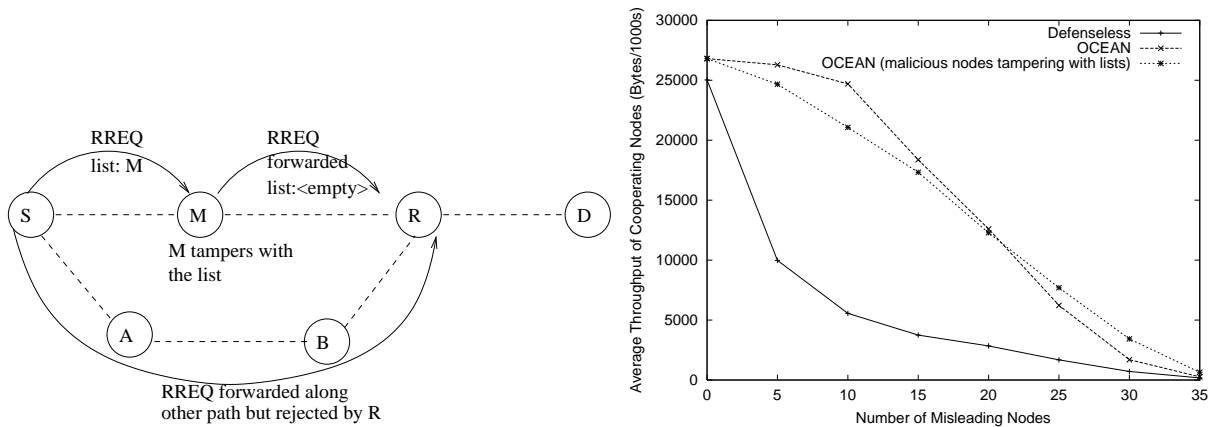 RREQ
list: M
RREQ
forwarded
list:<empty>
S
M
R
D
M tampers with
the list
A
B
RREQ forwarded along
other path but rejected by R
Average Throughput of Cooperating Nodes (Bytes/1000s)
30000
25000
20000
15000
10000
5000
0
Defenseless
OCEAN
OCEAN (malicious nodes tampering with lists)
0 5 10 15 20 25 30 35
Number of Misleading Nodes